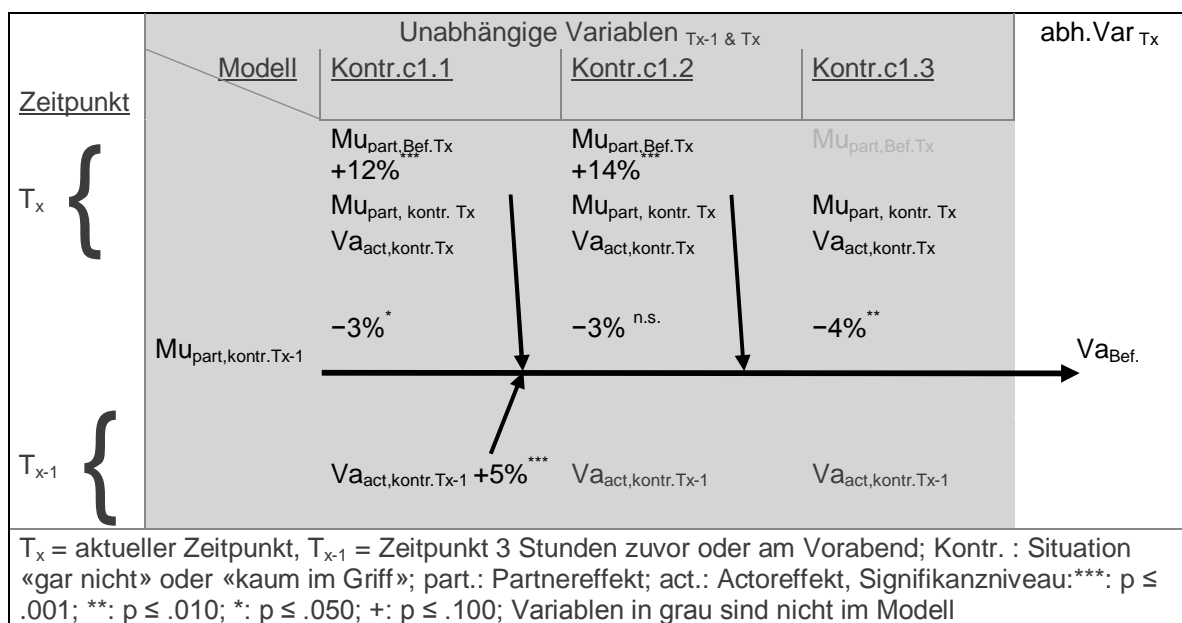 Unabhängige Variablen Tx-1 & Tx abh.Var Tx
Modell Kontr.c1.1 Kontr.c1.2 Kontr.c1.3
Zeitpunkt
Mupart,Bef.Tx Mupart,Bef.Tx Mupart,Bef.Tx
+12%*** +14%***
Tx {
Mupart, kontr. Tx Mupart, kontr. Tx Mupart, kontr. Tx
Vaact,kontr.Tx Vaact,kontr.Tx Vaact,kontr.Tx
−3%* −3% n.s. −4%**
Mupart,kontr.Tx-1 VaBef.
Tx-1 {
Vaact,kontr.Tx-1 +5%*** Vaact,kontr.Tx-1 Vaact,kontr.Tx-1
Tx = aktueller Zeitpunkt, Tx-1 = Zeitpunkt 3 Stunden zuvor oder am Vorabend; Kontr. : Situation
«gar nicht» oder «kaum im Griff»; part.: Partnereffekt; act.: Actoreffekt, Signifikanzniveau:***: p ≤
.001; **: p ≤ .010; *: p ≤ .050; +: p ≤ .100; Variablen in grau sind nicht im Modell